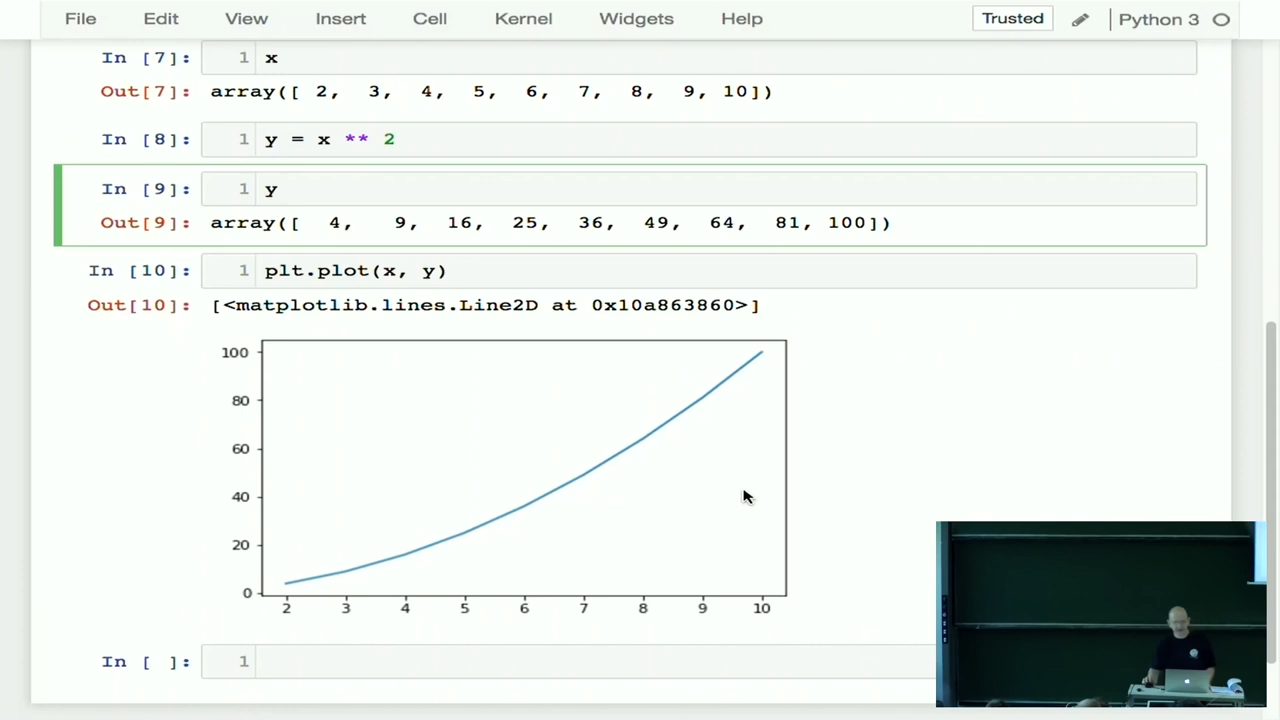 File Edit View Insert Cell Kernel Widgets Help Trusted Python 3
In [7]: 1 x
Out[7]: array([ 2,  3,  4,  5,  6,  7,  8,  9, 10])
In [8]: 1 y = x ** 2
In [9]: 1 y
Out[9]: array([  4,   9,  16,  25,  36,  49,  64,  81, 100])
In [10]: 1 plt.plot(x, y)
Out[10]: [<matplotlib.lines.Line2D at 0x10a863860>]
100
80
60
40
20
0
2 3 4 5 6 7 8 9 10
In [ ]: 1